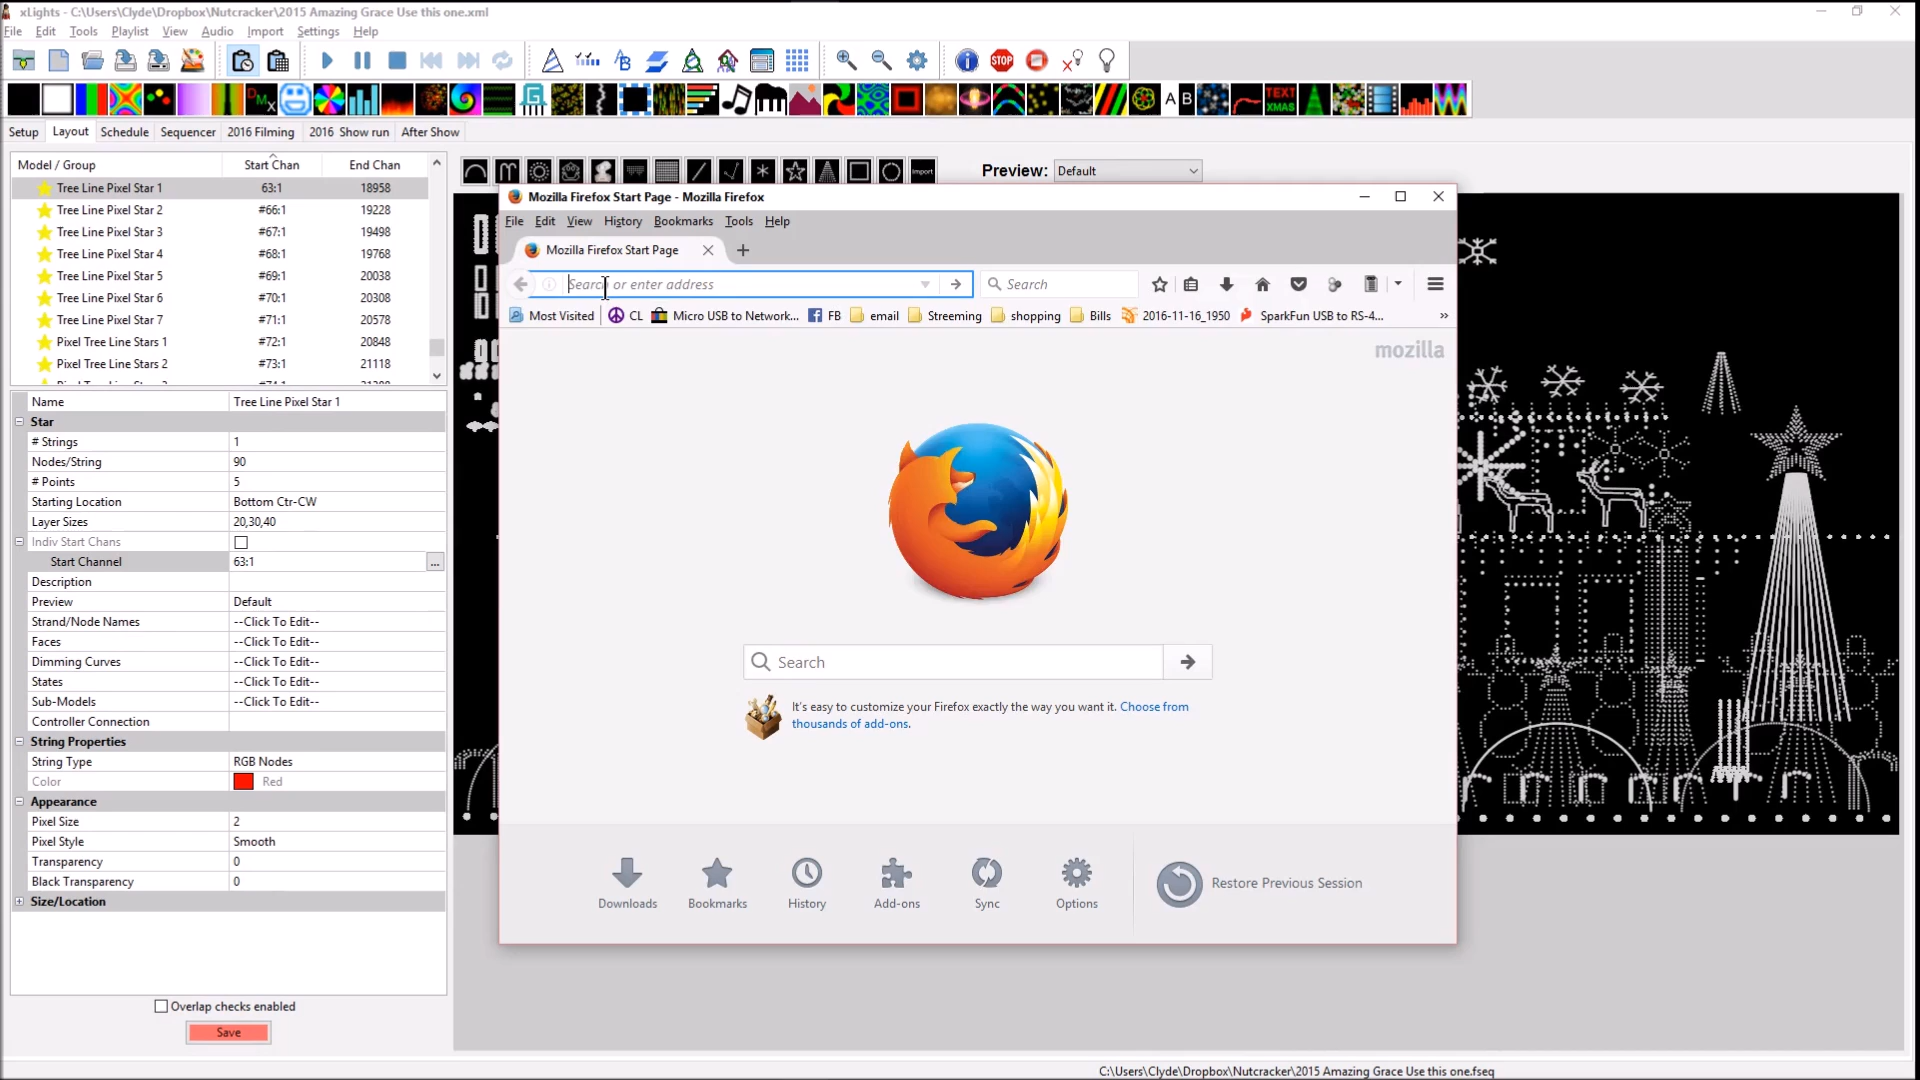 xLights - C:\Users\Clyde\Dropbox\Nutcracker\2015 Amazing Grace Use this one.xml
File Edit Tools Playlist View Audio Import Settings Help
DMX
A B
TEXT
XMAS
Setup Layout Schedule Sequencer 2016 Filming 2016 Show run After Show
Model / Group Start Chan End Chan
Tree Line Pixel Star 1 63:1 18958
Tree Line Pixel Star 2 #66:1 19228
Tree Line Pixel Star 3 #67:1 19498
Tree Line Pixel Star 4 #68:1 19768
Tree Line Pixel Star 5 #69:1 20038
Tree Line Pixel Star 6 #70:1 20308
Tree Line Pixel Star 7 #71:1 20578
Pixel Tree Line Stars 1 #72:1 20848
Pixel Tree Line Stars 2 #73:1 21118
Import
Preview: Default
Name Tree Line Pixel Star 1
Star
# Strings 1
Nodes/String 90
# Points 5
Starting Location Bottom Ctr-CW
Layer Sizes 20,30,40
Indiv Start Chans
Start Channel 63:1 ...
Description
Preview Default
Strand/Node Names --Click To Edit--
Faces --Click To Edit--
Dimming Curves --Click To Edit--
States --Click To Edit--
Sub-Models --Click To Edit--
Controller Connection
String Properties
String Type RGB Nodes
Color Red
Appearance
Pixel Size 2
Pixel Style Smooth
Transparency 0
Black Transparency 0
Size/Location
Overlap checks enabled
Save
Mozilla Firefox Start Page - Mozilla Firefox
File Edit View History Bookmarks Tools Help
Mozilla Firefox Start Page
Search or enter address
Search
Most Visited CL Micro USB to Network... FB email Streeming shopping Bills 2016-11-16_1950 SparkFun USB to RS-4...
mozilla
Search
It's easy to customize your Firefox exactly the way you want it. Choose from
thousands of add-ons.
Downloads Bookmarks History Add-ons Sync Options Restore Previous Session
C:\Users\Clyde\Dropbox\Nutcracker\2015 Amazing Grace Use this one.fseq